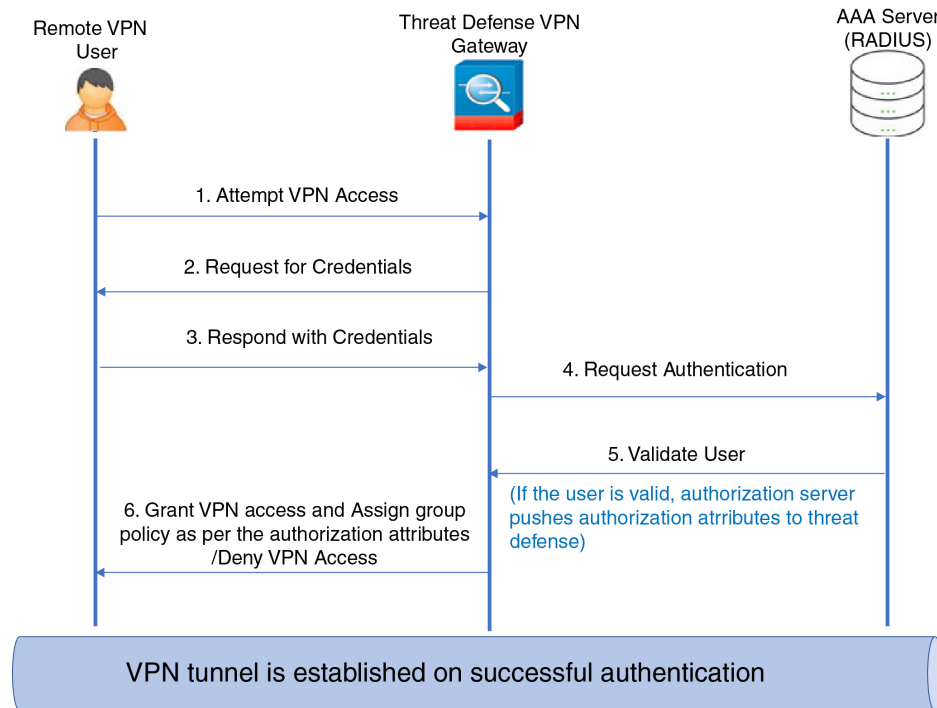 Remote VPN
User
Threat Defense VPN
Gateway
AAA Server
(RADIUS)
1. Attempt VPN Access
2. Request for Credentials
3. Respond with Credentials
4. Request Authentication
5. Validate User
(If the user is valid, authorization server
pushes authorization atrributes to threat
defense)
6. Grant VPN access and Assign group
policy as per the authorization attributes
/Deny VPN Access
VPN tunnel is established on successful authentication